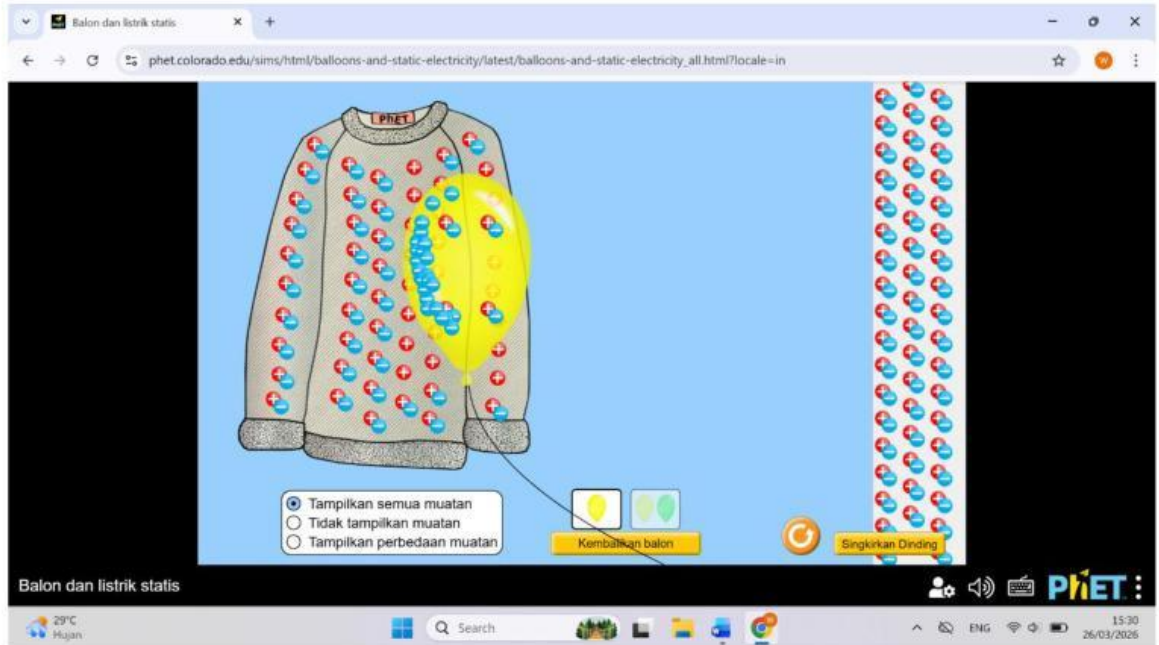 Balon dan listrik statis
phet.colorado.edu/sims/html/balloons-and-static-electricity/latest/balloons-and-static-electricity_all.html?locale=in
W
PhET
Tampilkan semua muatan
Tidak tampilkan muatan
Tampilkan perbedaan muatan
Kembalikan balon
Singkirkan Dinding
Balon dan listrik statis
PhET
29°C
Hujan
Search
ENG
15:30
26/03/2026